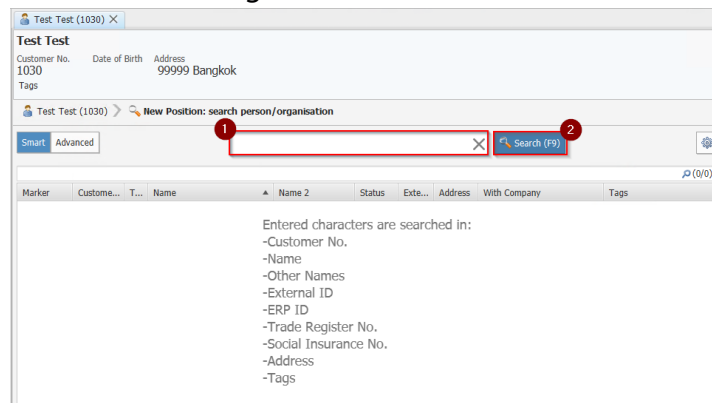 Test Test (1030)
Test Test
Customer No. Date of Birth Address
1030 99999 Bangkok
Tags
Test Test (1030) New Position: search person/organisation
1 2
Smart Advanced Search (F9)
(0/0)
Marker Custome... T... Name Name 2 Status Exte... Address With Company Tags
Entered characters are searched in:
-Customer No.
-Name
-Other Names
-External ID
-ERP ID
-Trade Register No.
-Social Insurance No.
-Address
-Tags